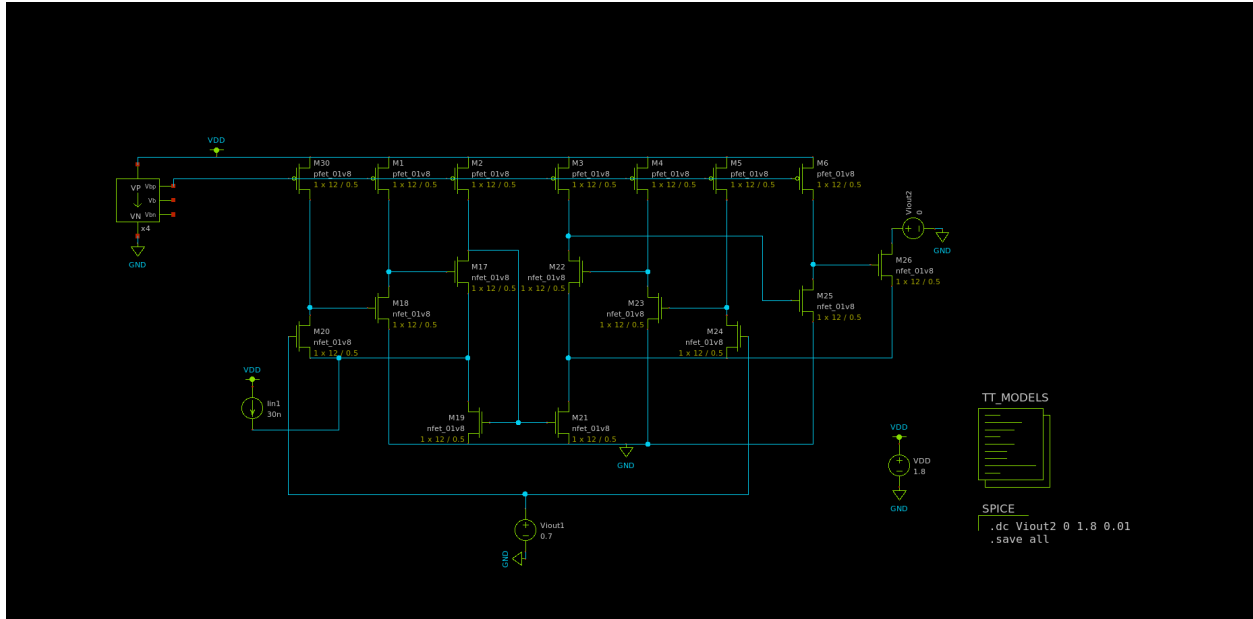 VDD
VP
Vbp
Vb
VN
Vbn
x4
GND
M30
pfet_01v8
1 x 12 / 0.5
M1
pfet_01v8
1 x 12 / 0.5
M2
pfet_01v8
1 x 12 / 0.5
M3
pfet_01v8
1 x 12 / 0.5
M4
pfet_01v8
1 x 12 / 0.5
M5
pfet_01v8
1 x 12 / 0.5
M6
pfet_01v8
1 x 12 / 0.5
Viout2
0
GND
M17
nfet_01v8
1 x 12 / 0.5
M22
nfet_01v8
1 x 12 / 0.5
M26
nfet_01v8
1 x 12 / 0.5
M18
nfet_01v8
1 x 12 / 0.5
M23
nfet_01v8
1 x 12 / 0.5
M25
nfet_01v8
1 x 12 / 0.5
M20
nfet_01v8
1 x 12 / 0.5
M24
nfet_01v8
1 x 12 / 0.5
VDD
Iin1
30n
M19
nfet_01v8
1 x 12 / 0.5
M21
nfet_01v8
1 x 12 / 0.5
GND
TT_MODELS
VDD
VDD
1.8
GND
SPICE
.dc Viout2 0 1.8 0.01
.save all
Viout1
0.7
GND